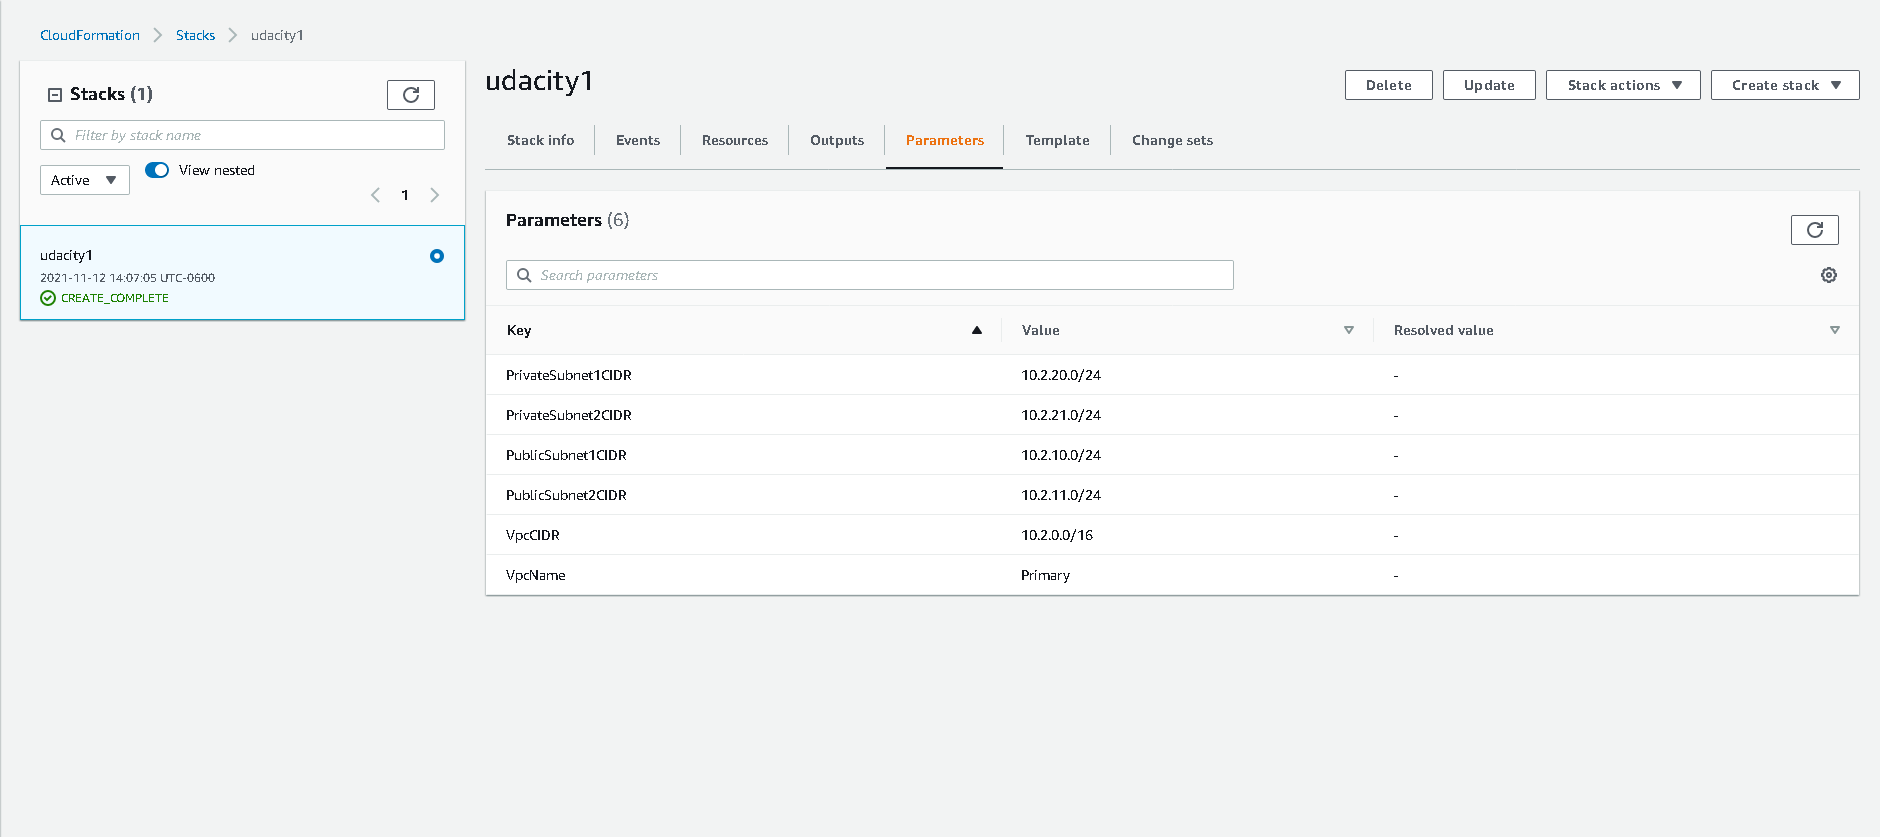 CloudFormation > Stacks > udacity1
Stacks (1)
Filter by stack name
Active
View nested
1
udacity1
2021-11-12 14:07:05 UTC-0600
CREATE_COMPLETE
udacity1
Delete
Update
Stack actions
Create stack
Stack info
Events
Resources
Outputs
Parameters
Template
Change sets
Parameters (6)
Search parameters
Key Value Resolved value
PrivateSubnet1CIDR 10.2.20.0/24 -
PrivateSubnet2CIDR 10.2.21.0/24 -
PublicSubnet1CIDR 10.2.10.0/24 -
PublicSubnet2CIDR 10.2.11.0/24 -
VpcCIDR 10.2.0.0/16 -
VpcName Primary -